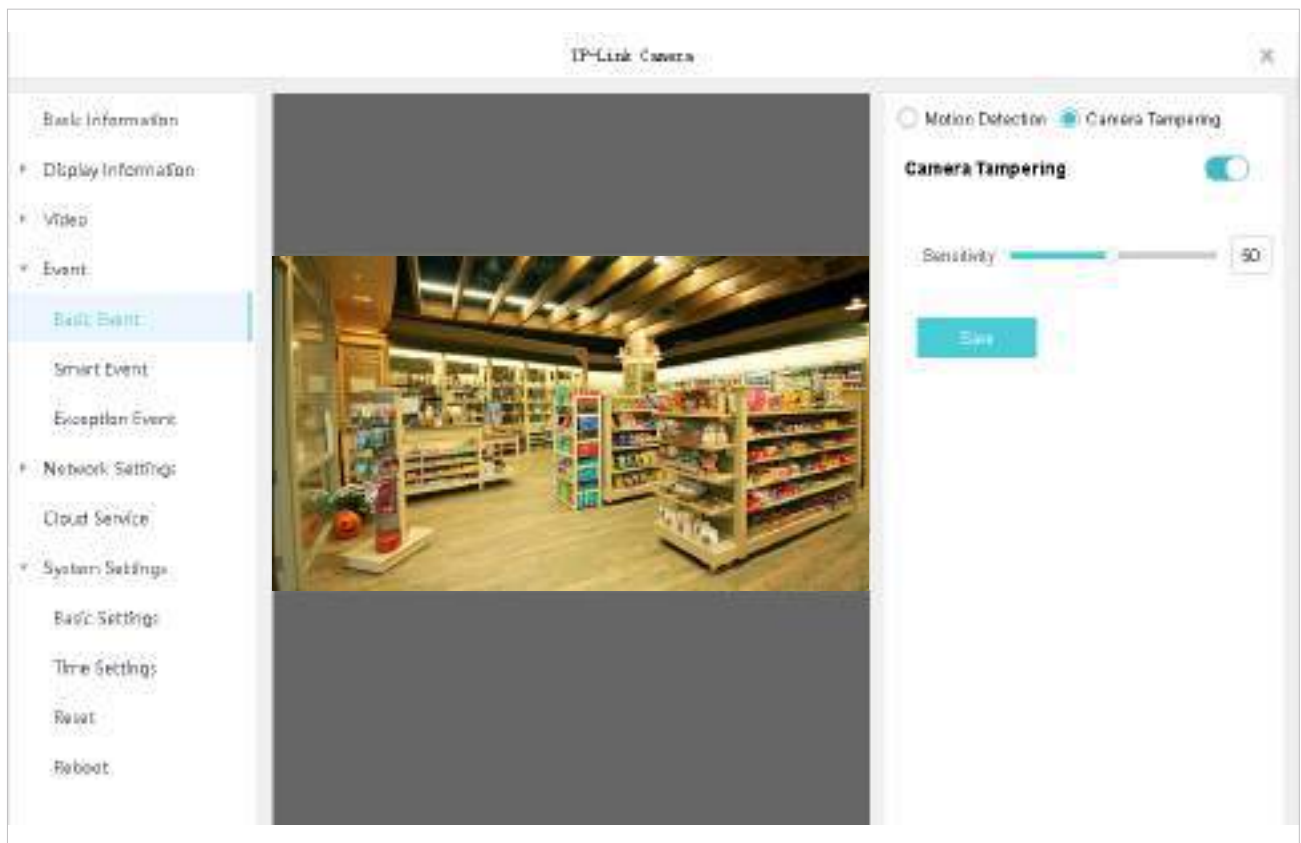 TP-Link Camera
Basic Information
Display Information
Video
Event
Basic Event
Smart Event
Exception Event
Network Settings
Cloud Service
System Settings
Basic Settings
Time Settings
Reset
Reboot
Motion Detection Camera Tampering
Camera Tampering
Sensitivity
Save